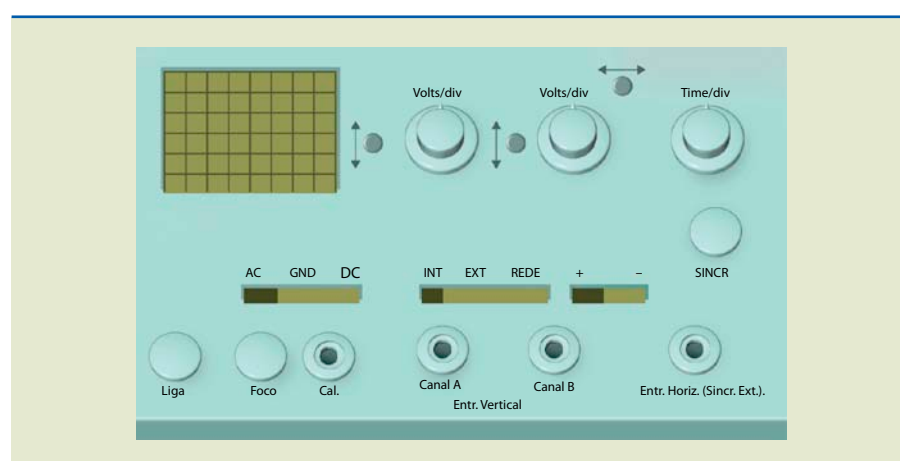 Volts/div Volts/div Time/div
SINCR
AC GND DC INT EXT REDE + –
Liga Foco Cal. Canal A Canal B Entr. Horiz. (Sincr. Ext.).
Entr. Vertical